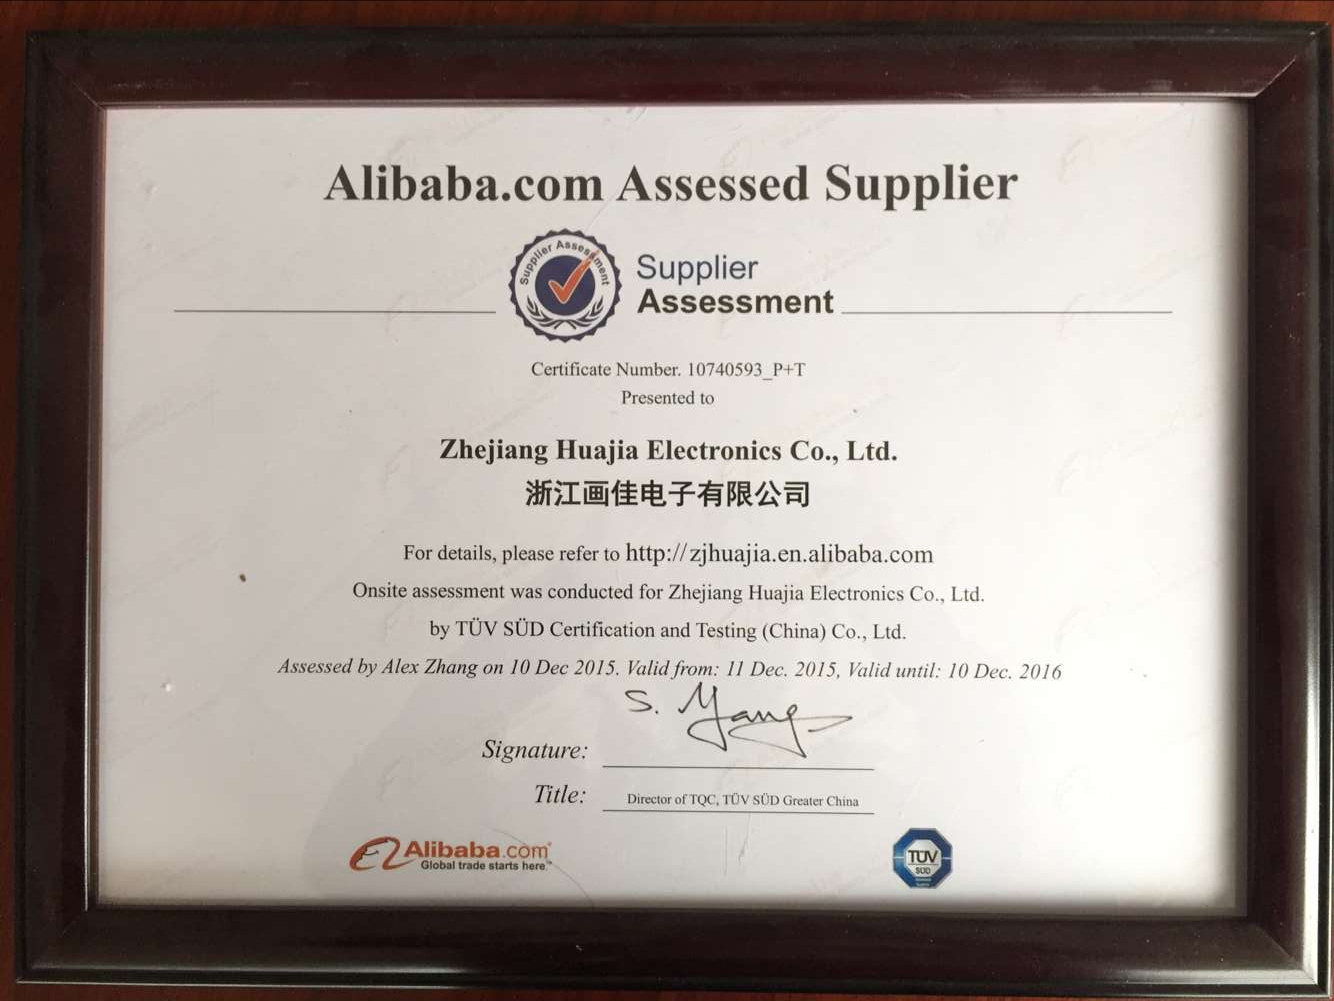 Alibaba.com Assessed Supplier
Supplier Assessment
Supplier
Assessment
Certificate Number. 10740593_P+T
Presented to
Zhejiang Huajia Electronics Co., Ltd.
浙江画佳电子有限公司
For details, please refer to http://zjhuajia.en.alibaba.com
Onsite assessment was conducted for Zhejiang Huajia Electronics Co., Ltd.
by TÜV SÜD Certification and Testing (China) Co., Ltd.
Assessed by Alex Zhang on 10 Dec 2015. Valid from: 11 Dec. 2015, Valid until: 10 Dec. 2016
S. Yang
Signature:
Title: Director of TQC, TÜV SÜD Greater China
Alibaba.com
Global trade starts here.™
TÜV
SÜD